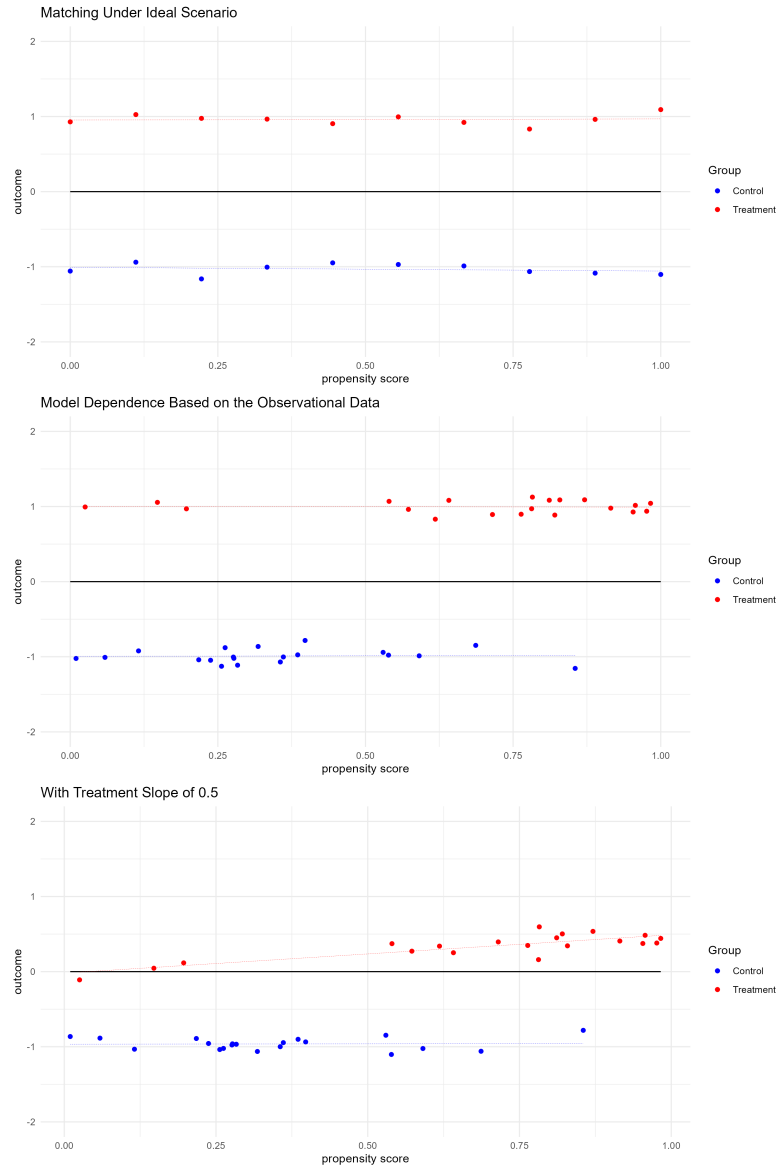 Matching Under Ideal Scenario
outcome
2
1
0
-1
-2
0.00 0.25 0.50 0.75 1.00
propensity score
Group
Control
Treatment
Model Dependence Based on the Observational Data
outcome
2
1
0
-1
-2
0.00 0.25 0.50 0.75 1.00
propensity score
Group
Control
Treatment
With Treatment Slope of 0.5
outcome
2
1
0
-1
-2
0.00 0.25 0.50 0.75 1.00
propensity score
Group
Control
Treatment